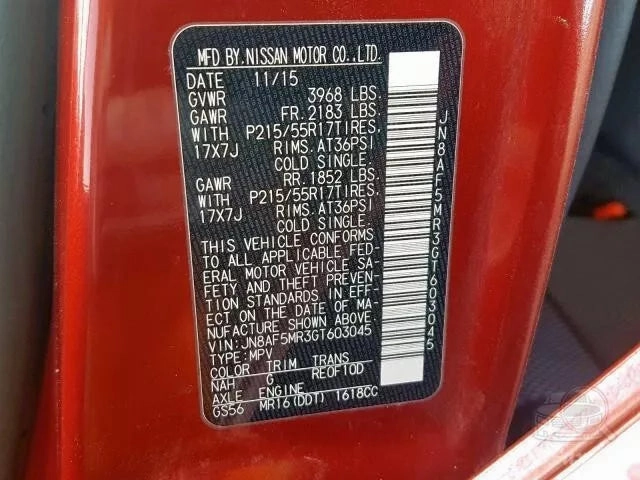 MFD BY.NISSAN MOTOR CO.,LTD.
DATE 11/15
GVWR 3968 LBS.
GAWR FR.2183 LBS.
WITH P215/55R17TIRES.
17X7J RIMS.AT36PSI
COLD SINGLE.
GAWR RR.1852 LBS.
WITH P215/55R17TIRES.
17X7J RIMS.AT36PSI
COLD SINGLE.
THIS VEHICLE CONFORMS
TO ALL APPLICABLE FED-
ERAL MOTOR VEHICLE SA-
FETY AND THEFT PREVEN-
TION STANDARDS IN EFF-
ECT ON THE DATE OF MA-
NUFACTURE SHOWN ABOVE
VIN:JN8AF5MR3GT603045
TYPE:MPV
COLOR TRIM TRANS
NAH G RE0F10D
AXLE ENGINE
GS56 MR16(DDT) 1618CC
JN8AF5MR3GT603045